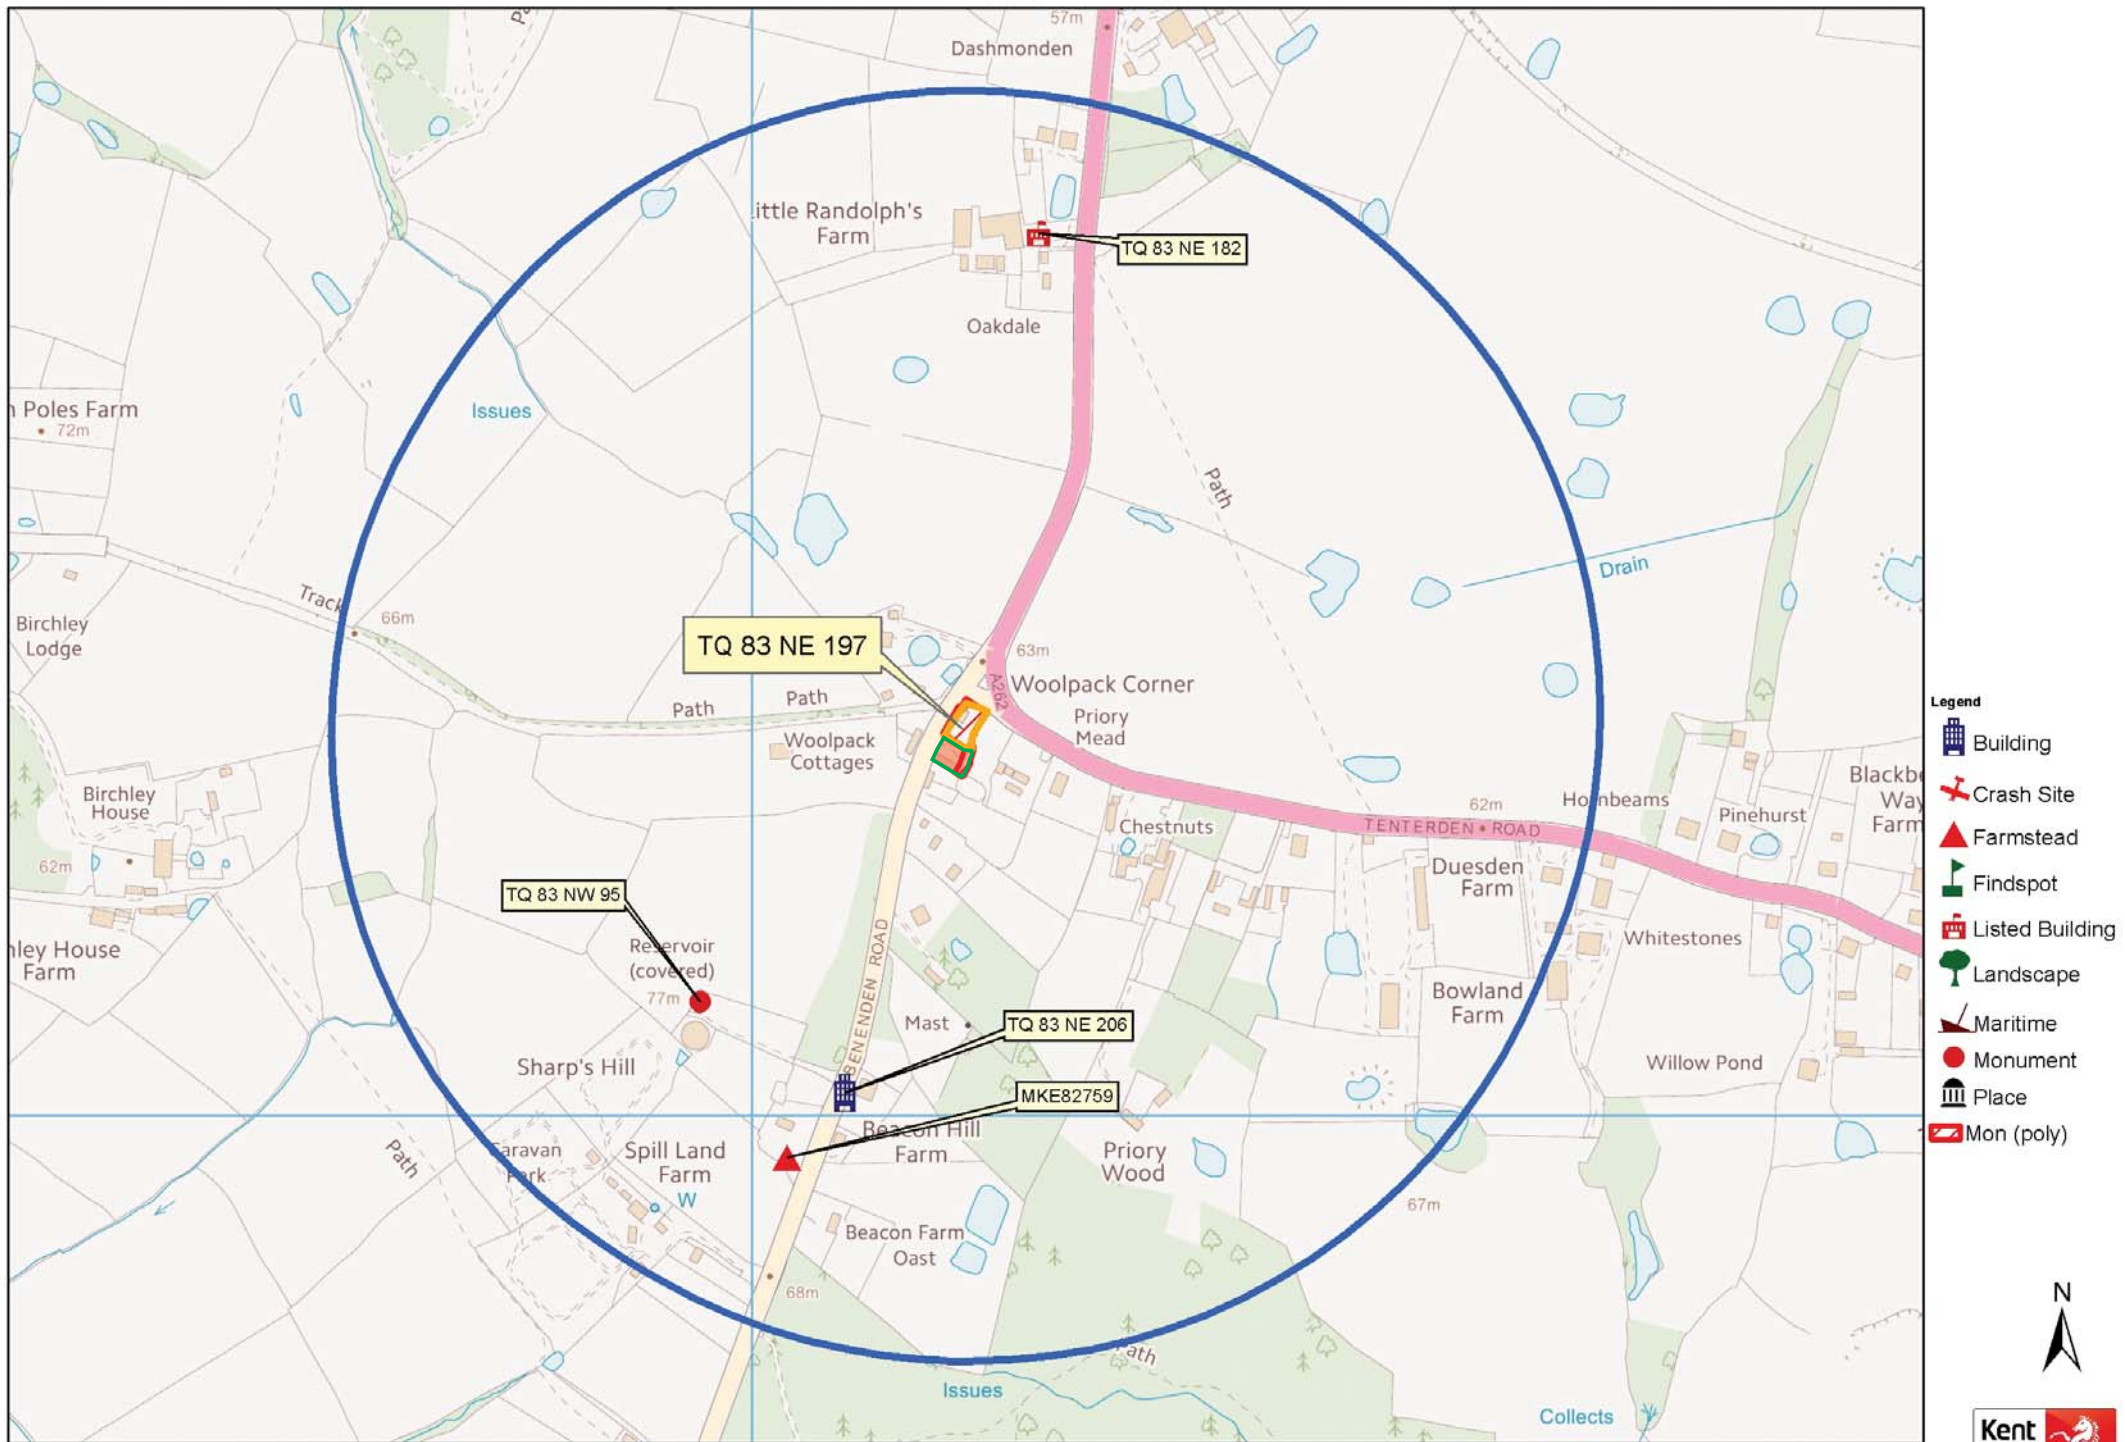 57m
Dashmonden
ittle Randolph's
Farm
TQ 83 NE 182
Oakdale
n Poles Farm
72m
Issues
Path
Drain
Track
66m
Birchley
Lodge
TQ 83 NE 197
63m
A262
Woolpack Corner
Path
Path
Priory
Mead
Woolpack
Cottages
Birchley
House
62m
Chestnuts
62m
TENTERDEN ROAD
Hornbeams
Pinehurst
Blackbe
Way
Farm
Duesden
Farm
TQ 83 NW 95
hley House
Farm
Reservoir
(covered)
77m
BENENDEN ROAD
Whitestones
Bowland
Farm
Mast
TQ 83 NE 206
Sharp's Hill
Willow Pond
MKE82759
Beacon Hill
Farm
Path
Caravan
Park
Spill Land
Farm
W
Priory
Wood
67m
Beacon Farm
Oast
68m
Path
Issues
Collects
Legend
Building
Crash Site
Farmstead
Findspot
Listed Building
Landscape
Maritime
Monument
Place
Mon (poly)
N
Kent